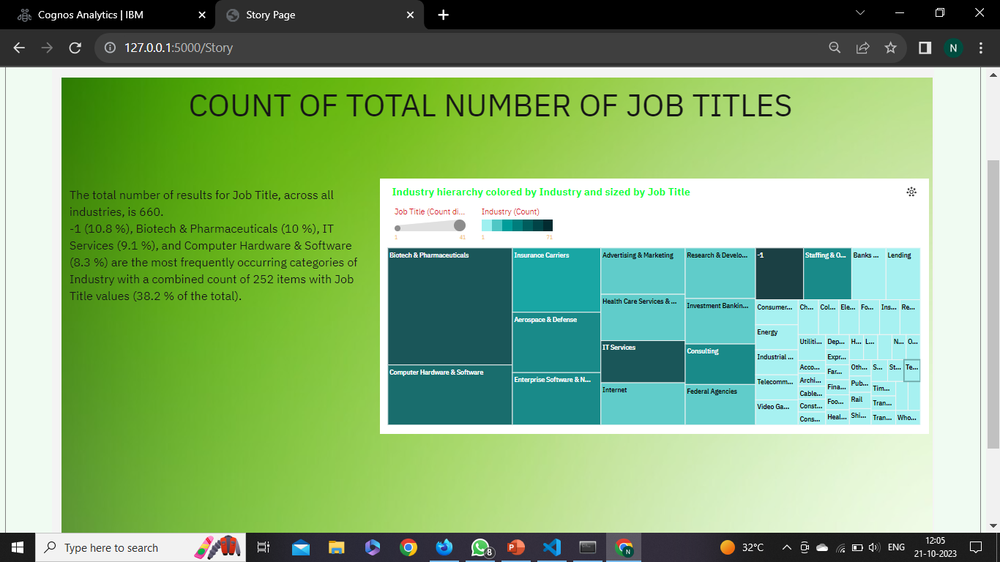 Cognos Analytics | IBM
Story Page
127.0.0.1:5000/Story
N
COUNT OF TOTAL NUMBER OF JOB TITLES
The total number of results for Job Title, across all
industries, is 660.
-1 (10.8 %), Biotech & Pharmaceuticals (10 %), IT
Services (9.1 %), and Computer Hardware & Software
(8.3 %) are the most frequently occurring categories of
Industry with a combined count of 252 items with Job
Title values (38.2 % of the total).
Industry hierarchy colored by Industry and sized by Job Title
Job Title (Count di...
Industry (Count)
1 41
1 71
Biotech & Pharmaceuticals
Computer Hardware & Software
Insurance Carriers
Aerospace & Defense
Enterprise Software & N...
Advertising & Marketing
Health Care Services & ...
IT Services
Internet
Research & Develo...
Investment Bankin...
Consulting
Federal Agencies
-1
Staffing & O...
Banks ...
Lending
Consumer...
Energy
Industrial ...
Telecomm...
Video Ga...
Ch...
Col...
Ele...
Fo...
Ins...
Re...
Utiliti...
Acco...
Archi...
Cable...
Const...
Cons...
Dep...
Expr...
Far...
Fina...
Foo...
Heal...
H...
L...
N...
O...
Oth...
Pub...
Rail
Shi...
S...
St...
Te...
Tim...
Tran...
Tran...
Who...
Type here to search
8
N
32°C
ENG
12:05
21-10-2023